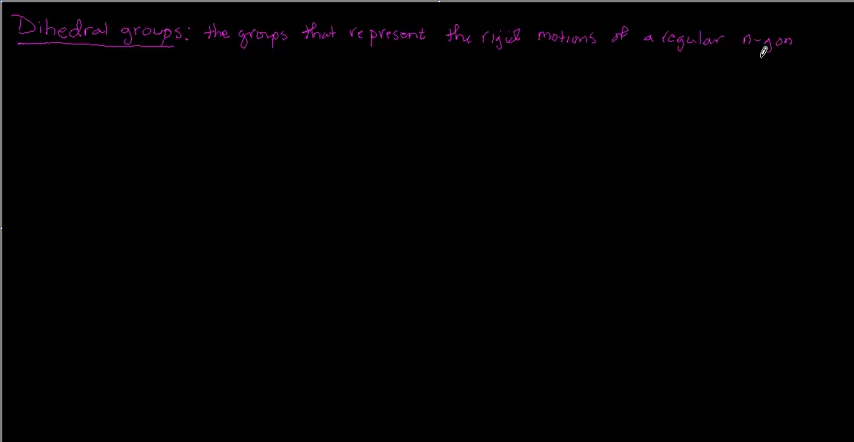 Dihedral groups: the groups that represent the rigid motions of a regular n-gon